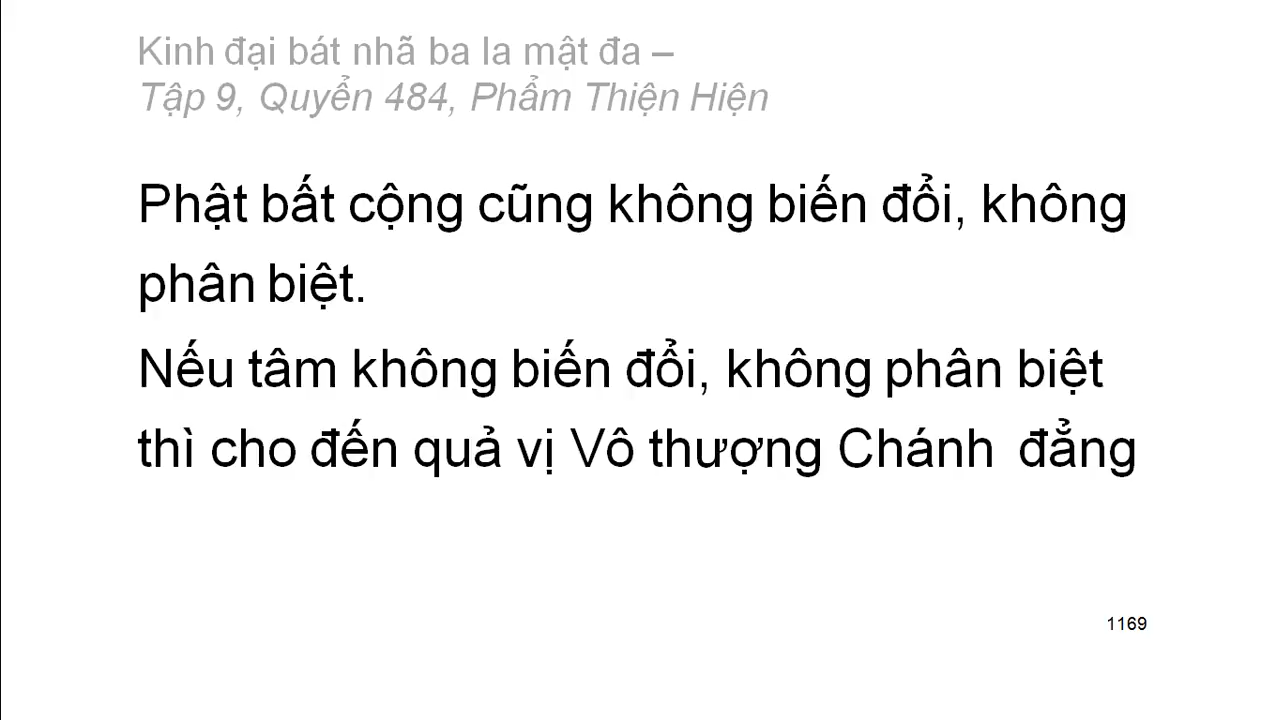 Kinh đại bát nhã ba la mật đa –
Tập 9, Quyển 484, Phẩm Thiện Hiện
Phật bất cộng cũng không biến đổi, không
phân biệt.
Nếu tâm không biến đổi, không phân biệt
thì cho đến quả vị Vô thượng Chánh đẳng
1169